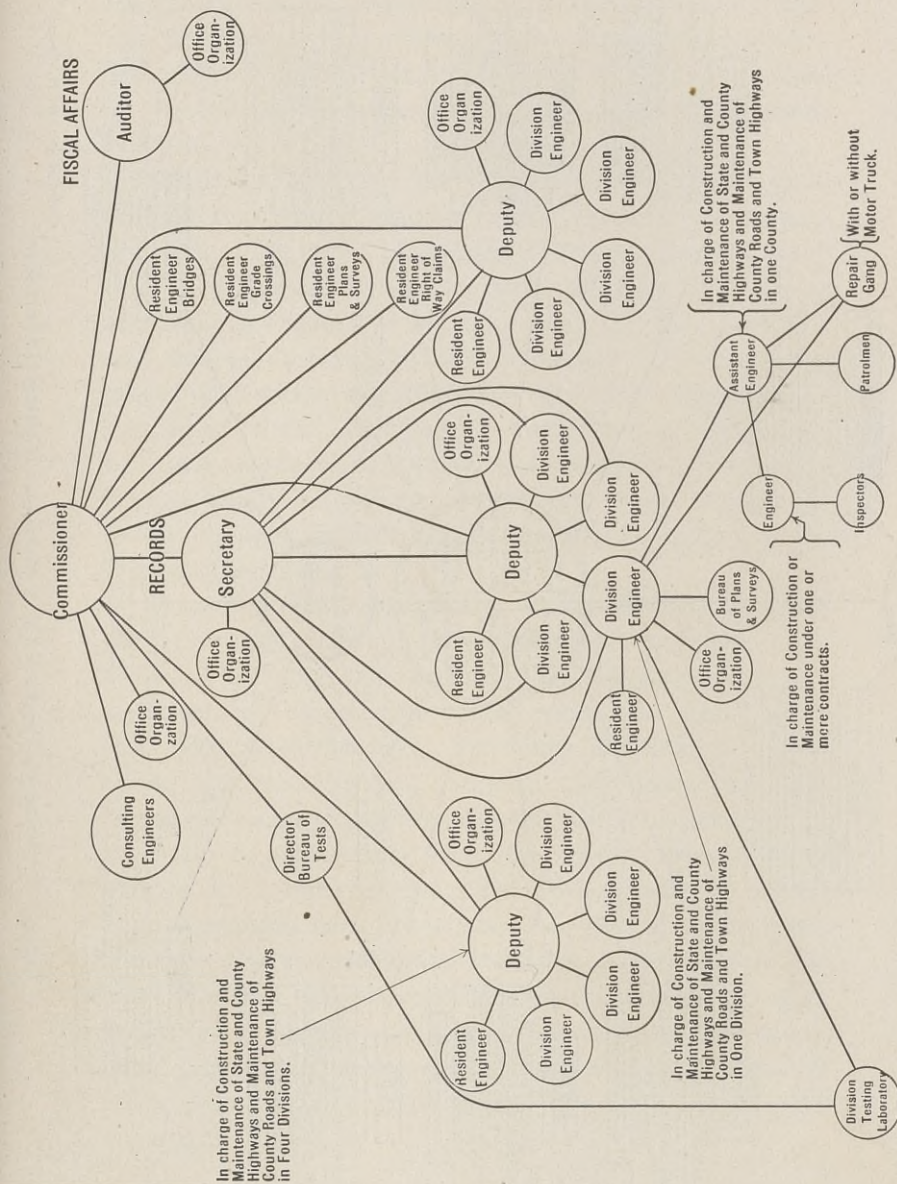 FISCAL AFFAIRS
Auditor
Office
Organ-
ization
Commissioner
RECORDS
Secretary
Office
Organ-
ization
Consulting
Engineers
Office
Organ-
zation
Director
Bureau of
Tests
Resident
Engineer
Bridges
Resident
Engineer
Grade
Crossings
Resident
Engineer
Plans
& Surveys
Resident
Engineer
Right of
Way Claims
In charge of Construction and
Maintenance of State and County
Highways and Maintenance of
County Roads and Town Highways
in Four Divisions.
Deputy
Office
Organ-
ization
Resident
Engineer
Division
Engineer
Division
Engineer
Division
Engineer
Division
Engineer
Deputy
Office
Organ-
ization
Resident
Engineer
Division
Engineer
Division
Engineer
Division
Engineer
Division
Engineer
Deputy
Office
Organ
ization
Resident
Engineer
Division
Engineer
Division
Engineer
Division
Engineer
Division
Engineer
In charge of Construction and
Maintenance of State and County
Highways and Maintenance of
County Roads and Town Highways
in One Division.
Resident
Engineer
Office
Organ-
ization
Bureau
of Plans
& Surveys
Division
Testing
Laboratory
In charge of Construction and
Maintenance of State and County
Highways and Maintenance of
County Roads and Town Highways
in one County.
Assistant
Engineer
Engineer
Inspectors
In charge of Construction or
Maintenance under one or
more contracts.
Patrolmen
Repair
Gang
With or without
Motor Truck.